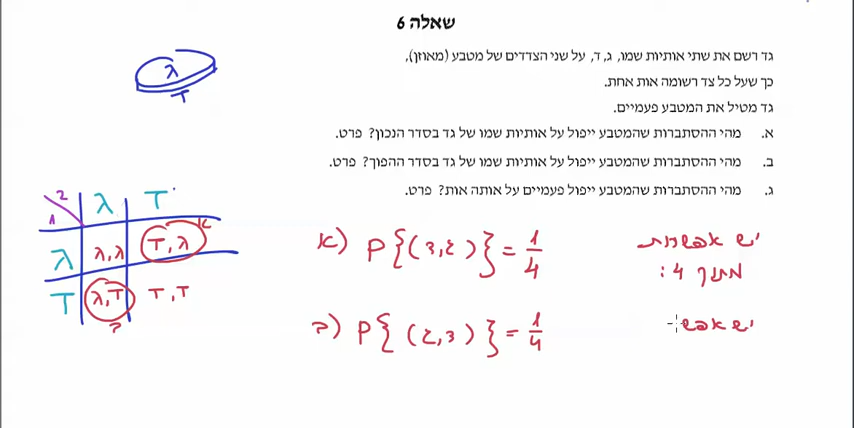 שאלה 6
גד רשם את שתי אותיות שמו, ג, ד, על שני הצדדים של מטבע (מאוזן),
כך שעל כל צד רשומה אות אחת.
גד מטיל את המטבע פעמיים.
א. מהי ההסתברות שהמטבע ייפול על אותיות שמו של גד בסדר הנכון? פרט.
ב. מהי ההסתברות שהמטבע ייפול על אותיות שמו של גד בסדר ההפוך? פרט.
ג. מהי ההסתברות שהמטבע ייפול פעמיים על אותה אות? פרט.
ג
ד
2 ג ד
1
ג ג,ג ד,ג א
ד ג,ד ד,ד
ב
א) P{(ג,ד)} = 1/4 יש אפשרות
מתוך 4:
ב) P{(ד,ג)} = 1/4 יש אפש